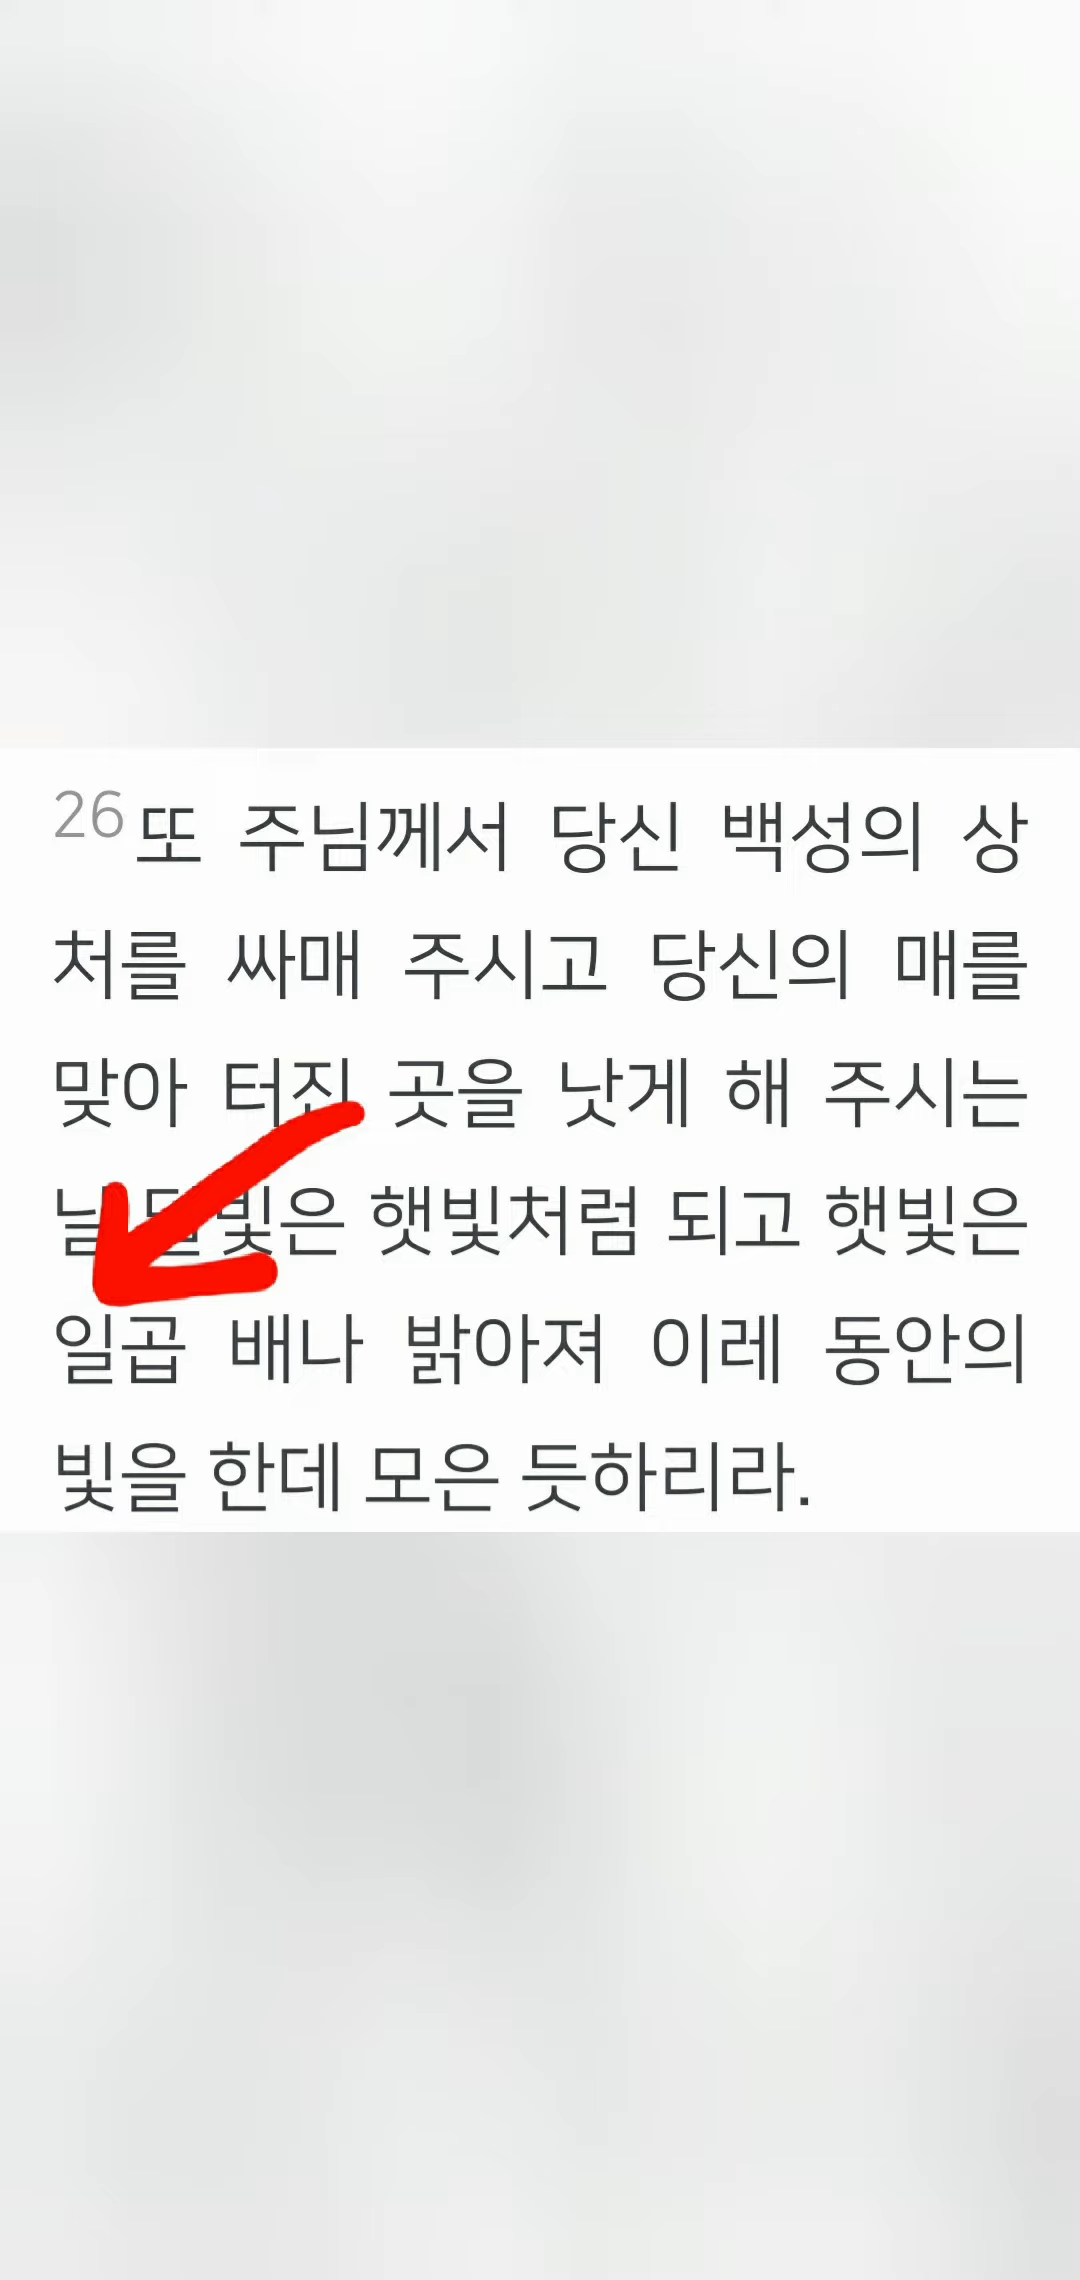 26 또 주님께서 당신 백성의 상
처를 싸매 주시고 당신의 매를
맞아 터진 곳을 낫게 해 주시는
날 달빛은 햇빛처럼 되고 햇빛은
일곱 배나 밝아져 이레 동안의
빛을 한데 모은 듯하리라.